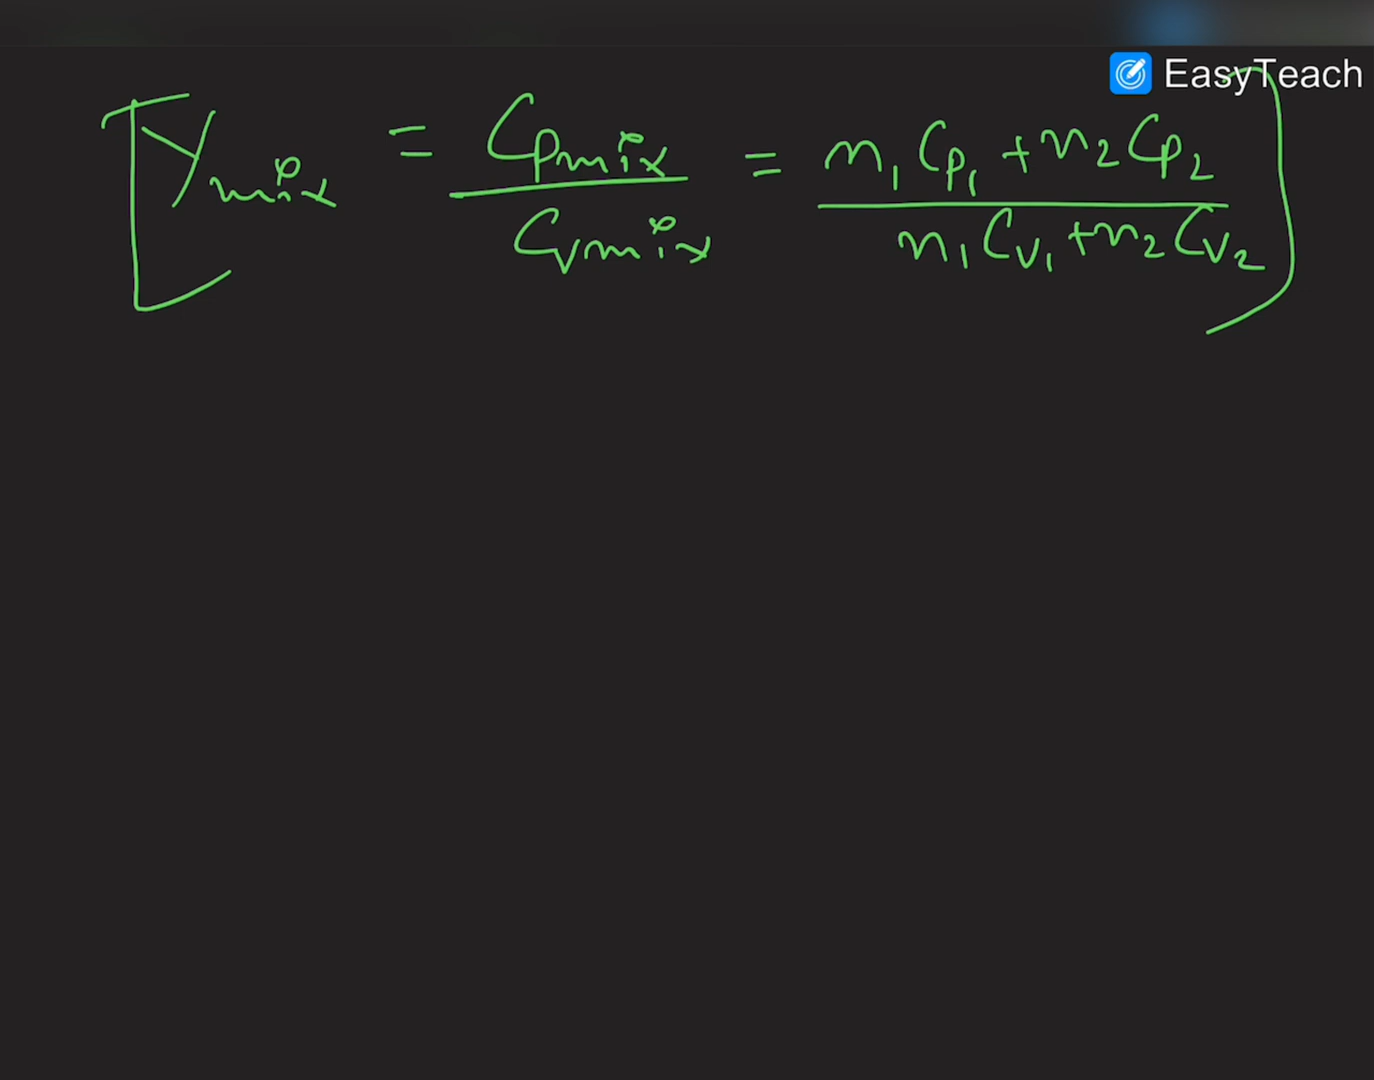 EasyTeach
[γmix = Cpmix / Cvmix = n₁Cp₁ + n₂Cp₂ / n₁Cv₁ + n₂Cv₂]